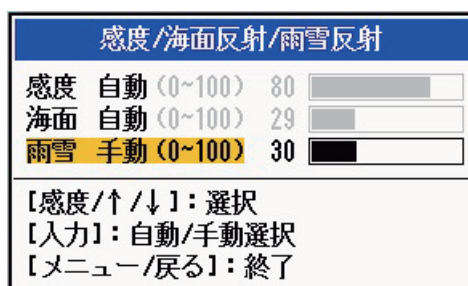 感度/海面反射/雨雪反射
感度 自動(0~100) 80
海面 自動(0~100) 29
雨雪 手動(0~100) 30
[感度/↑/↓]:選択
[入力]:自動/手動選択
[メニュー/戻る]:終了